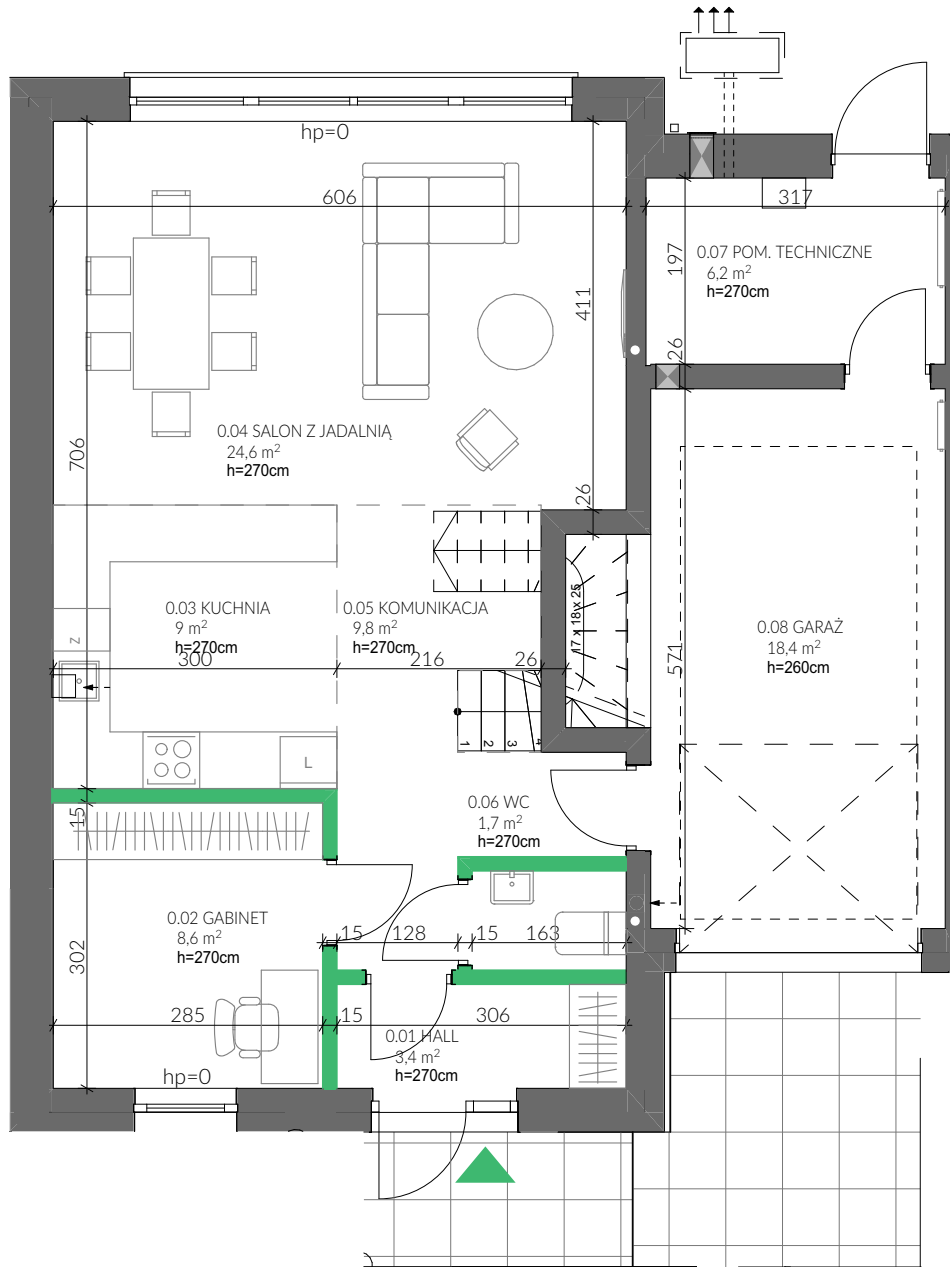 hp=0
606
317
0.07 POM. TECHNICZNE
6,2 m²
h=270cm
197
411
26
706
0.04 SALON Z JADALNIĄ
24,6 m²
h=270cm
26
0.03 KUCHNIA
9 m²
h=270cm
0.05 KOMUNIKACJA
9,8 m²
h=270cm
17 x 18 x 25
0.08 GARAŻ
18,4 m²
h=260cm
Z
300
216
26
571
1
2
3
4
L
15
0.06 WC
1,7 m²
h=270cm
0.02 GABINET
8,6 m²
h=270cm
15
128
15
163
302
285
15
306
0.01 HALL
3,4 m²
h=270cm
hp=0